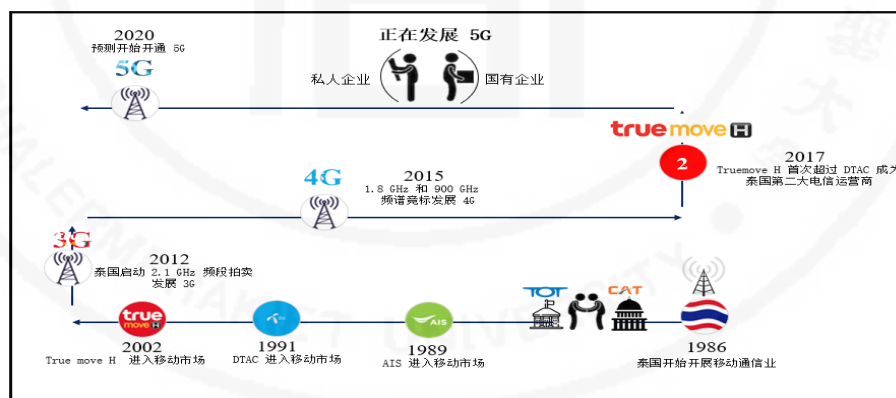 2020
预测开始开通 5G
5G
正在发展 5G
私人企业
国有企业
true move H
2
2017
Truemove H 首次超过 DTAC 成为
泰国第二大电信运营商
4G
2015
1.8 GHz 和 900 GHz
频谱竞标发展 4G
3G
2012
泰国启动 2.1 GHz 频段拍卖
发展 3G
true
move H
2002
True move H 进入移动市场
1991
DTAC 进入移动市场
AIS
1989
AIS 进入移动市场
TOT
CAT
1986
泰国开始开展移动通信业
UNIVERSITY